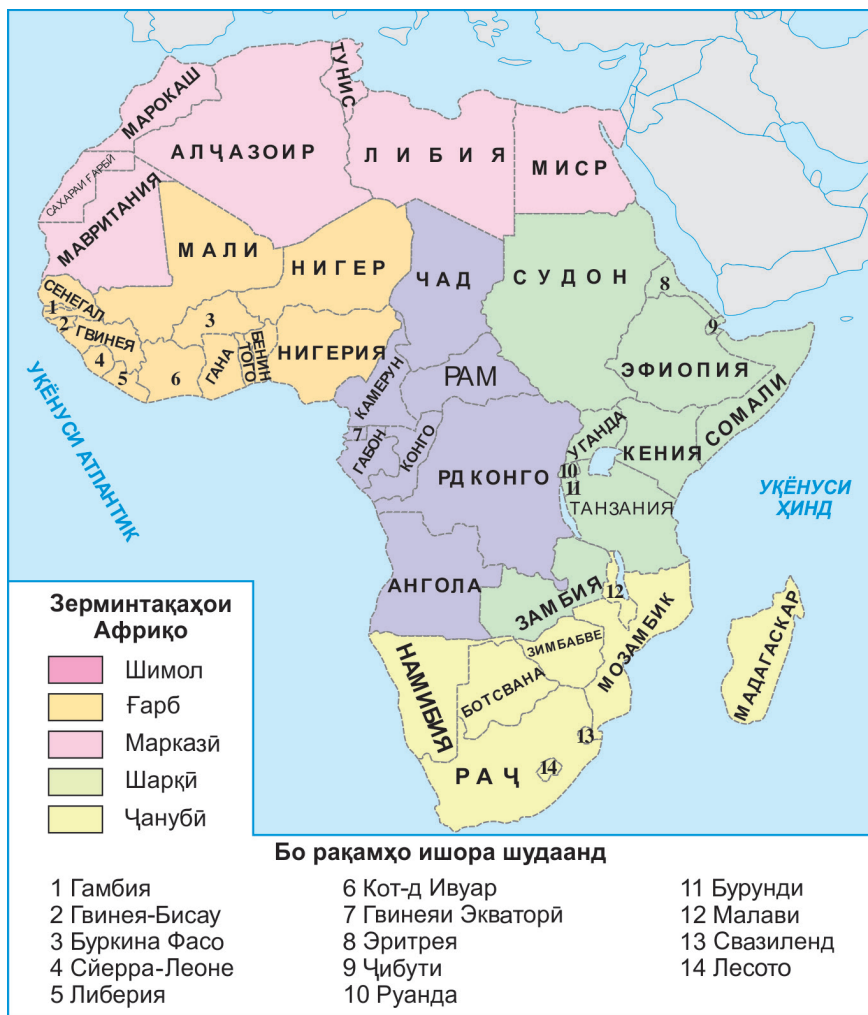 ТУНИС
МАРОКАШ
АЛҶАЗОИР
ЛИБИЯ
МИСР
САХАРАИ ҒАРБӢ
МАВРИТАНИЯ
МАЛИ
НИГЕР
ЧАД
СУДОН
8
СЕНЕГАЛ
1
2
ГВИНЕЯ
3
БЕНИН
ТОГО
НИГЕРИЯ
9
4
5
6
ГАНА
КАМЕРУН
РАМ
ЭФИОПИЯ
СОМАЛИ
УКЁНУСИ АТЛАНТИК
7
ГАБОН
КОНГО
РД КОНГО
УГАНДА
КЕНИЯ
10
11
ТАНЗАНИЯ
УҚЁНУСИ
ҲИНД
АНГОЛА
ЗАМБИЯ
12
МОЗАМБИК
МАДАГАСКАР
НАМИБИЯ
ЗИМБАБВЕ
БОТСВАНА
13
РАҶ
14
Зерминтақаҳои
Африқо
Шимол
Ғарб
Марказӣ
Шарқӣ
Ҷанубӣ
Бо рақамҳо ишора шудаанд
1 Гамбия
2 Гвинея-Бисау
3 Буркина Фасо
4 Сйерра-Леоне
5 Либерия
6 Кот-д Ивуар
7 Гвинеяи Экваторӣ
8 Эритрея
9 Ҷибути
10 Руанда
11 Бурунди
12 Малави
13 Свазиленд
14 Лесото